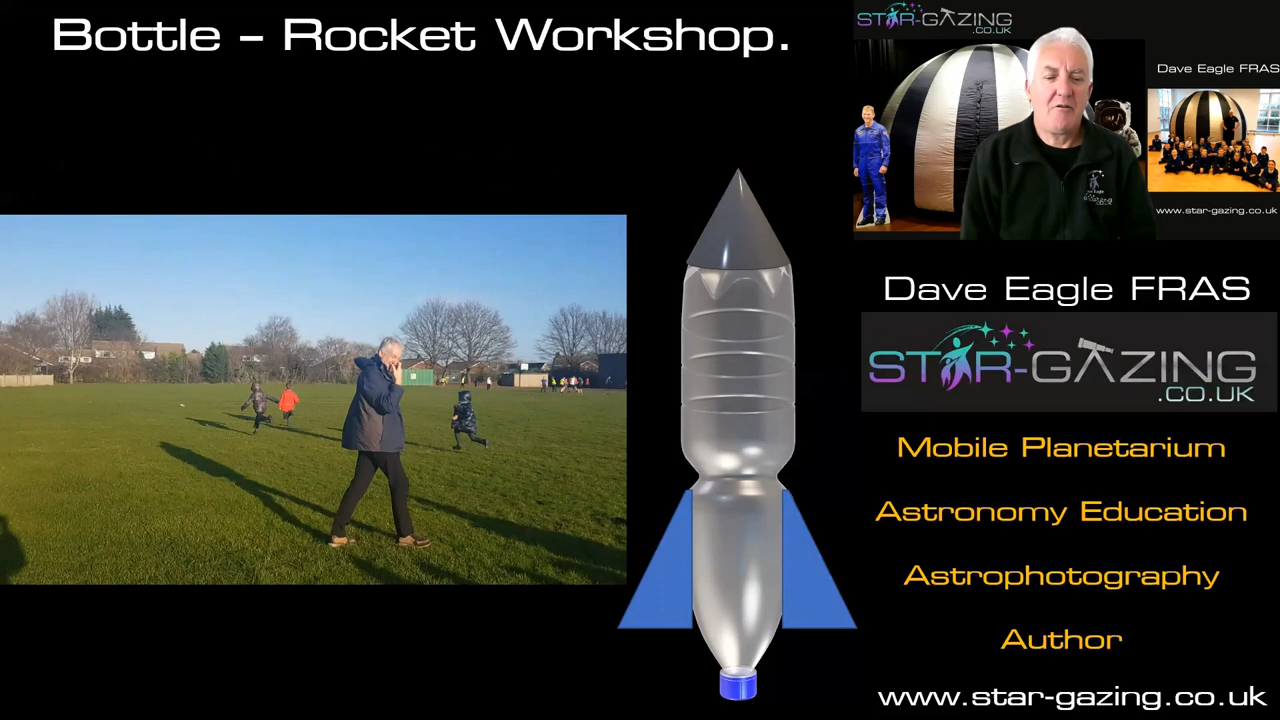 Bottle – Rocket Workshop.
STAR-GAZING
.CO.UK
Dave Eagle FRAS
www.star-gazing.co.uk
Dave Eagle FRAS
STAR-GAZING
.CO.UK
Mobile Planetarium
Astronomy Education
Astrophotography
Author
www.star-gazing.co.uk